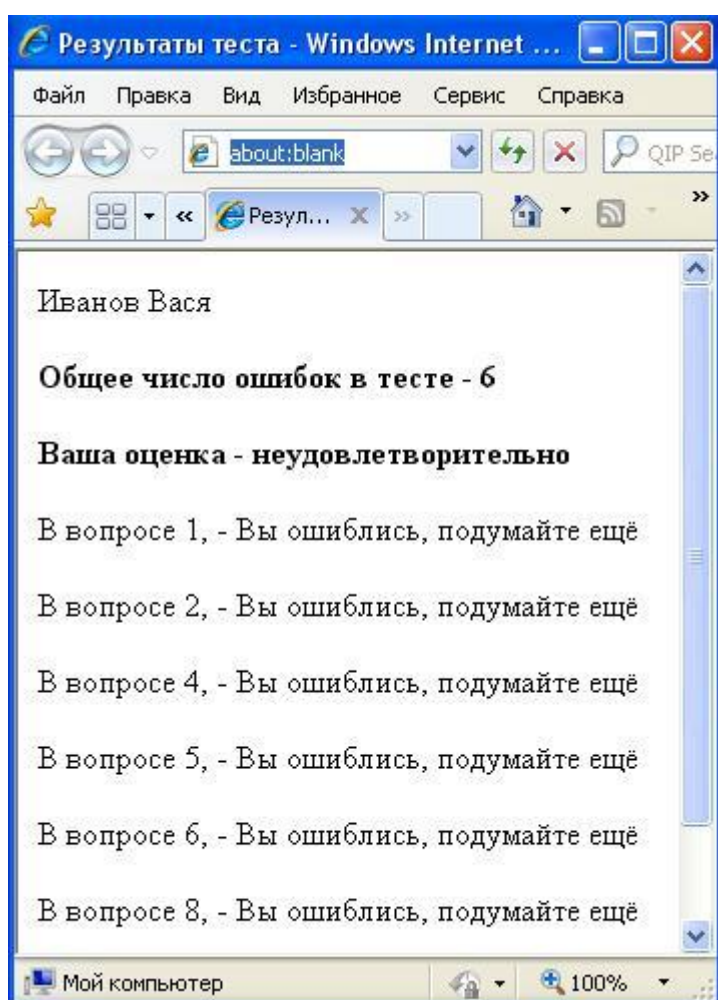 Результаты теста - Windows Internet ...
Файл Правка Вид Избранное Сервис Справка
about:blank
QIP Se
Резул...
Иванов Вася
Общее число ошибок в тесте - 6
Ваша оценка - неудовлетворительно
В вопросе 1, - Вы ошиблись, подумайте ещё
В вопросе 2, - Вы ошиблись, подумайте ещё
В вопросе 4, - Вы ошиблись, подумайте ещё
В вопросе 5, - Вы ошиблись, подумайте ещё
В вопросе 6, - Вы ошиблись, подумайте ещё
В вопросе 8, - Вы ошиблись, подумайте ещё
Мой компьютер 100%